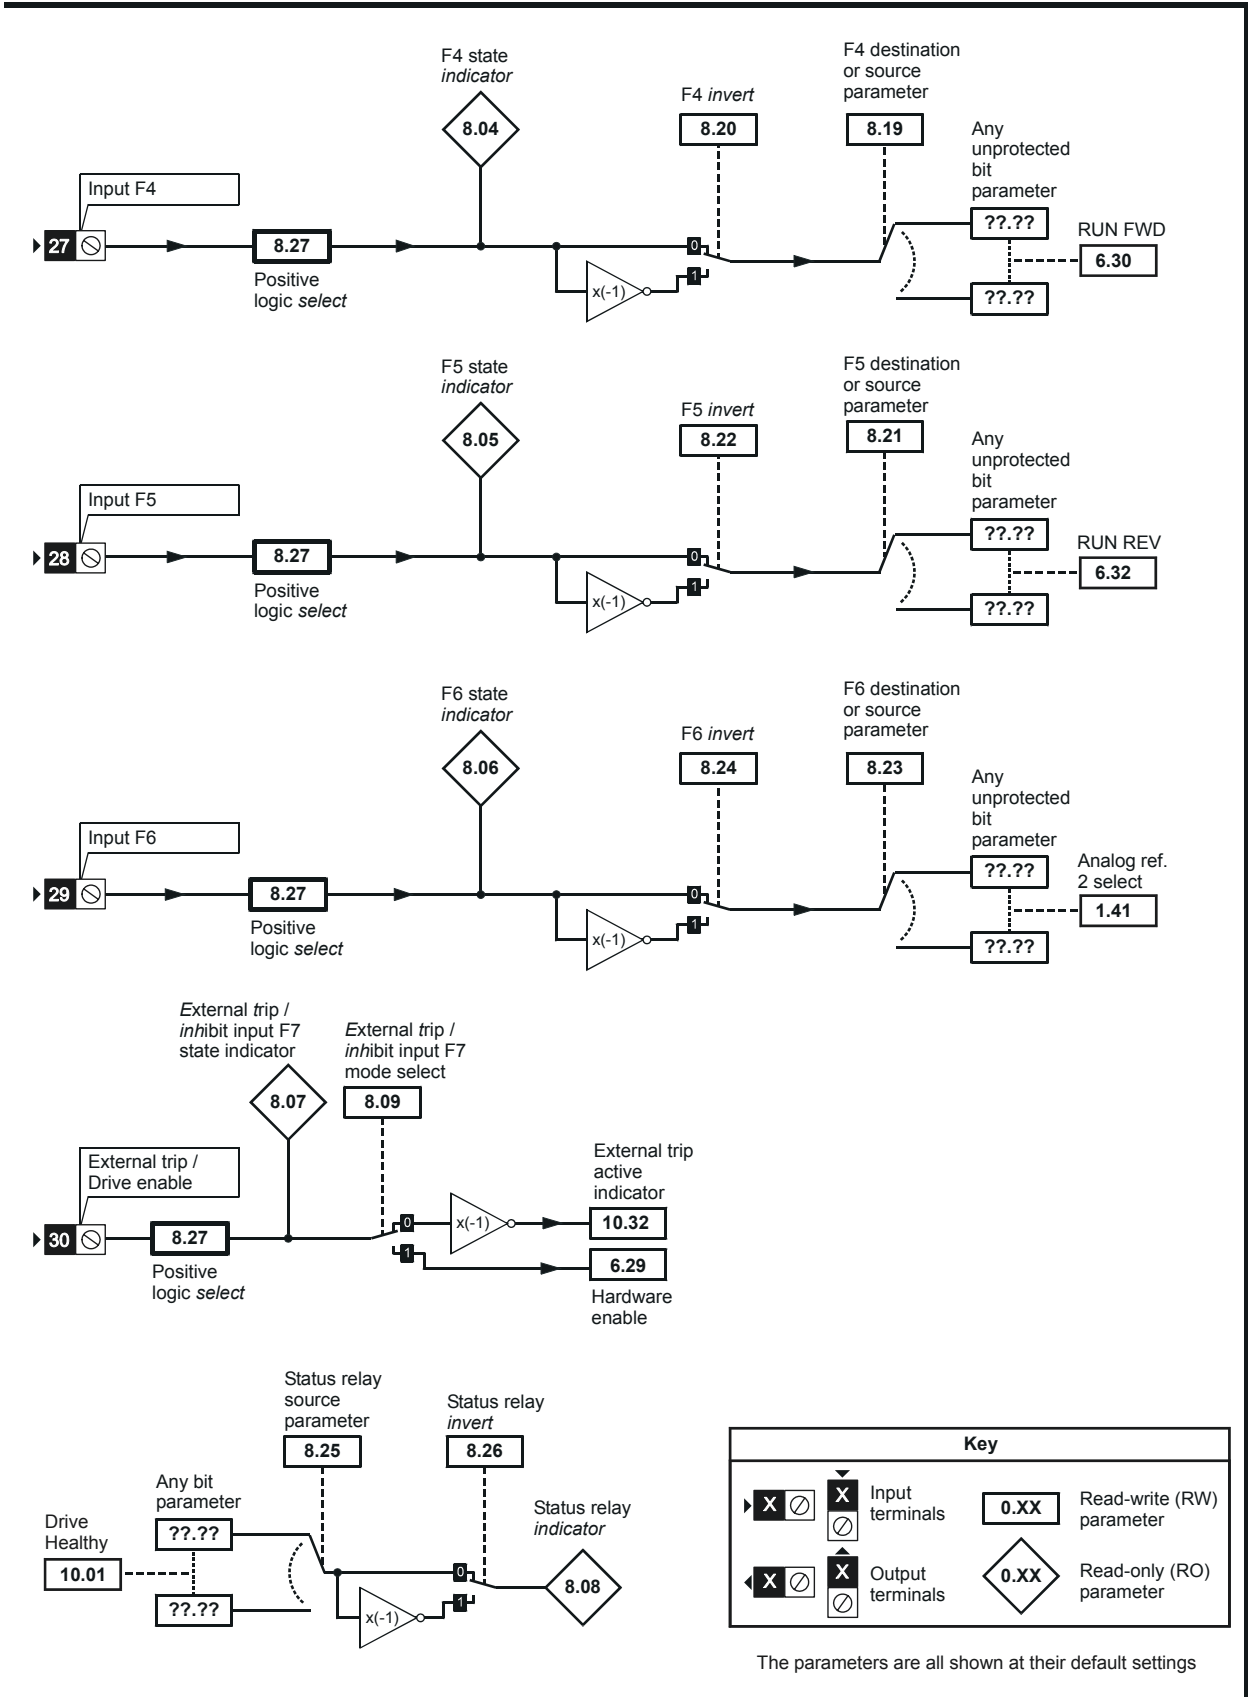 F4 state
indicator
F4 destination
or source
parameter
F4 invert
8.04
8.20
8.19
Any
unprotected
bit
parameter
Input F4
??.??
RUN FWD
27
8.27
0
6.30
Positive
logic select
x(-1)
1
??.??
F5 state
indicator
F5 destination
or source
parameter
F5 invert
8.05
8.22
8.21
Any
unprotected
bit
parameter
Input F5
??.??
RUN REV
28
8.27
0
6.32
Positive
logic select
x(-1)
1
??.??
F6 state
indicator
F6 destination
or source
parameter
F6 invert
8.06
8.24
8.23
Any
unprotected
bit
parameter
Input F6
??.??
Analog ref.
2 select
29
8.27
0
1.41
Positive
logic select
x(-1)
1
??.??
External trip /
inhibit input F7
state indicator
External trip /
inhibit input F7
mode select
8.07
8.09
External trip /
Drive enable
External trip
active
indicator
30
8.27
0
x(-1)
10.32
1
6.29
Positive
logic select
Hardware
enable
Status relay
source
parameter
Status relay
invert
8.25
8.26
Any bit
parameter
Status relay
indicator
Drive
Healthy
??.??
10.01
0
8.08
??.??
x(-1)
1
Key
X
X
Input
terminals
0.XX
Read-write (RW)
parameter
X
X
Output
terminals
0.XX
Read-only (RO)
parameter
The parameters are all shown at their default settings